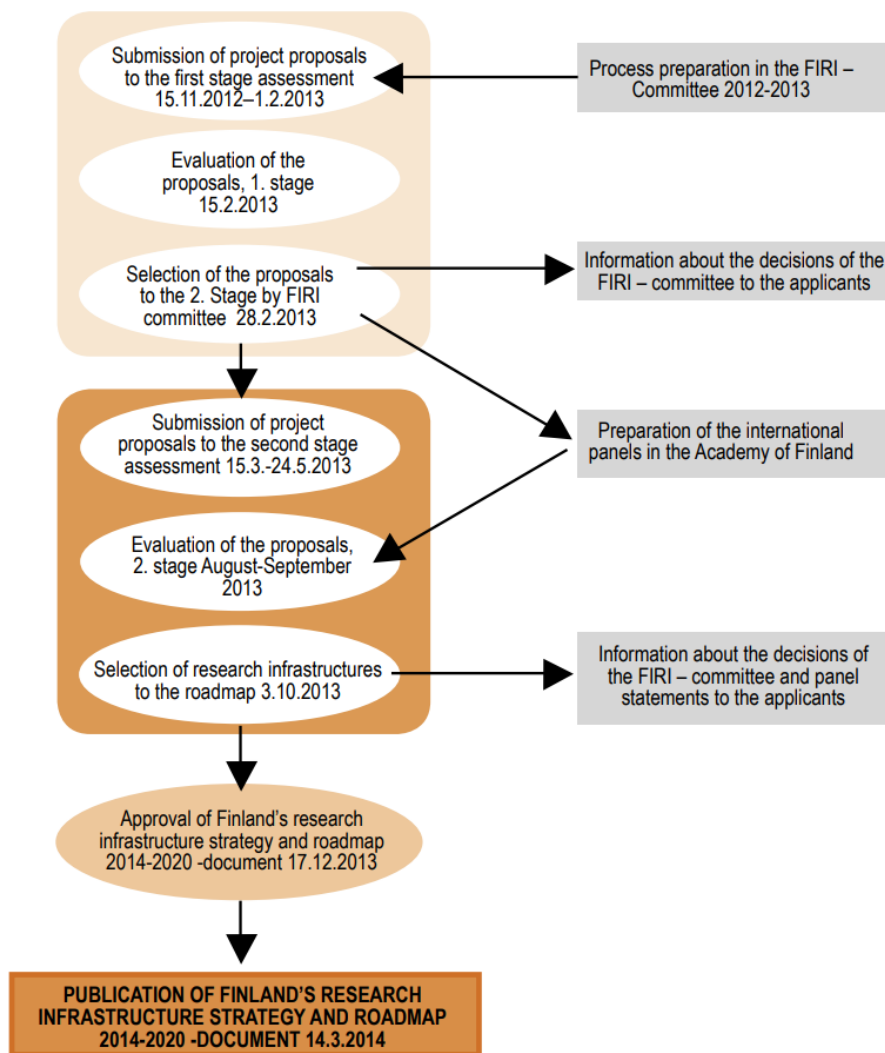 Submission of project proposals
to the first stage assessment
15.11.2012–1.2.2013
Process preparation in the FIRI –
Committee 2012-2013
Evaluation of the
proposals, 1. stage
15.2.2013
Selection of the proposals
to the 2. Stage by FIRI
committee 28.2.2013
Information about the decisions of the
FIRI – committee to the applicants
Submission of project
proposals to the second stage
assessment 15.3.-24.5.2013
Preparation of the international
panels in the Academy of Finland
Evaluation of the proposals,
2. stage August-September
2013
Selection of research infrastructures
to the roadmap 3.10.2013
Information about the decisions of
the FIRI – committee and panel
statements to the applicants
Approval of Finland’s research
infrastructure strategy and roadmap
2014-2020 -document 17.12.2013
PUBLICATION OF FINLAND’S RESEARCH
INFRASTRUCTURE STRATEGY AND ROADMAP
2014-2020 -DOCUMENT 14.3.2014